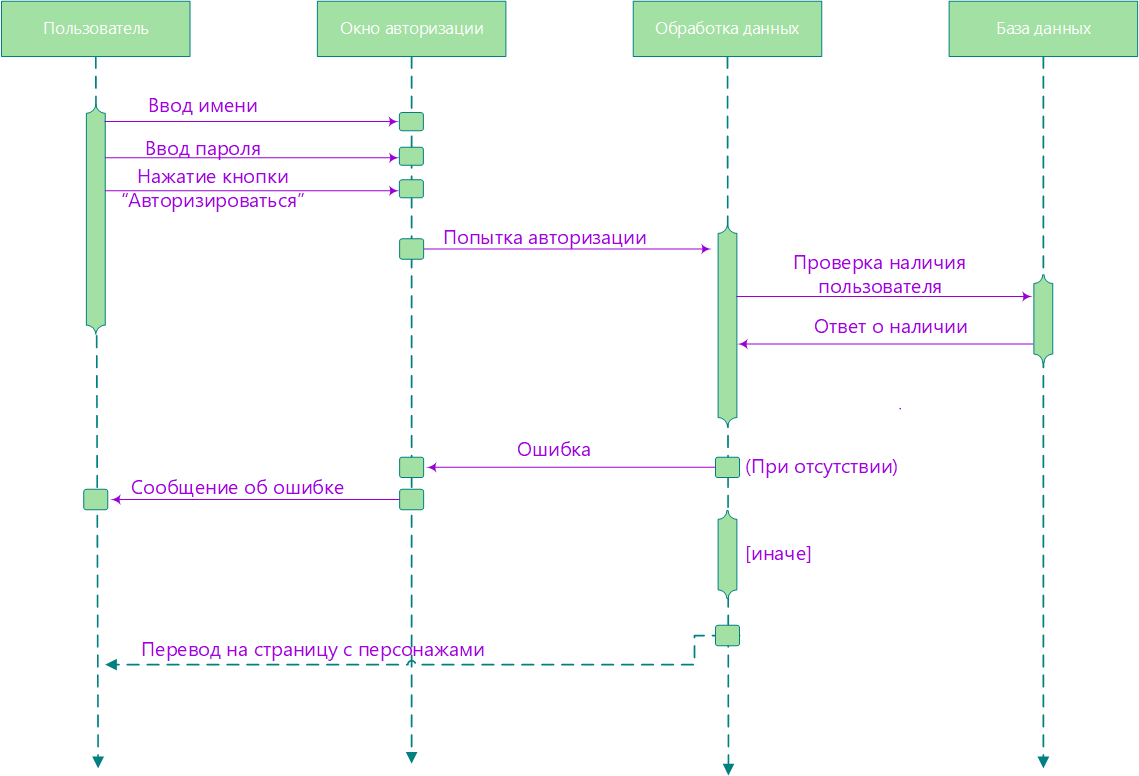 Пользователь
Окно авторизации
Обработка данных
База данных
Ввод имени
Ввод пароля
Нажатие кнопки
“Авторизироваться”
Попытка авторизации
Проверка наличия
пользователя
Ответ о наличии
Ошибка
(При отсутствии)
Сообщение об ошибке
[иначе]
Перевод на страницу с персонажами